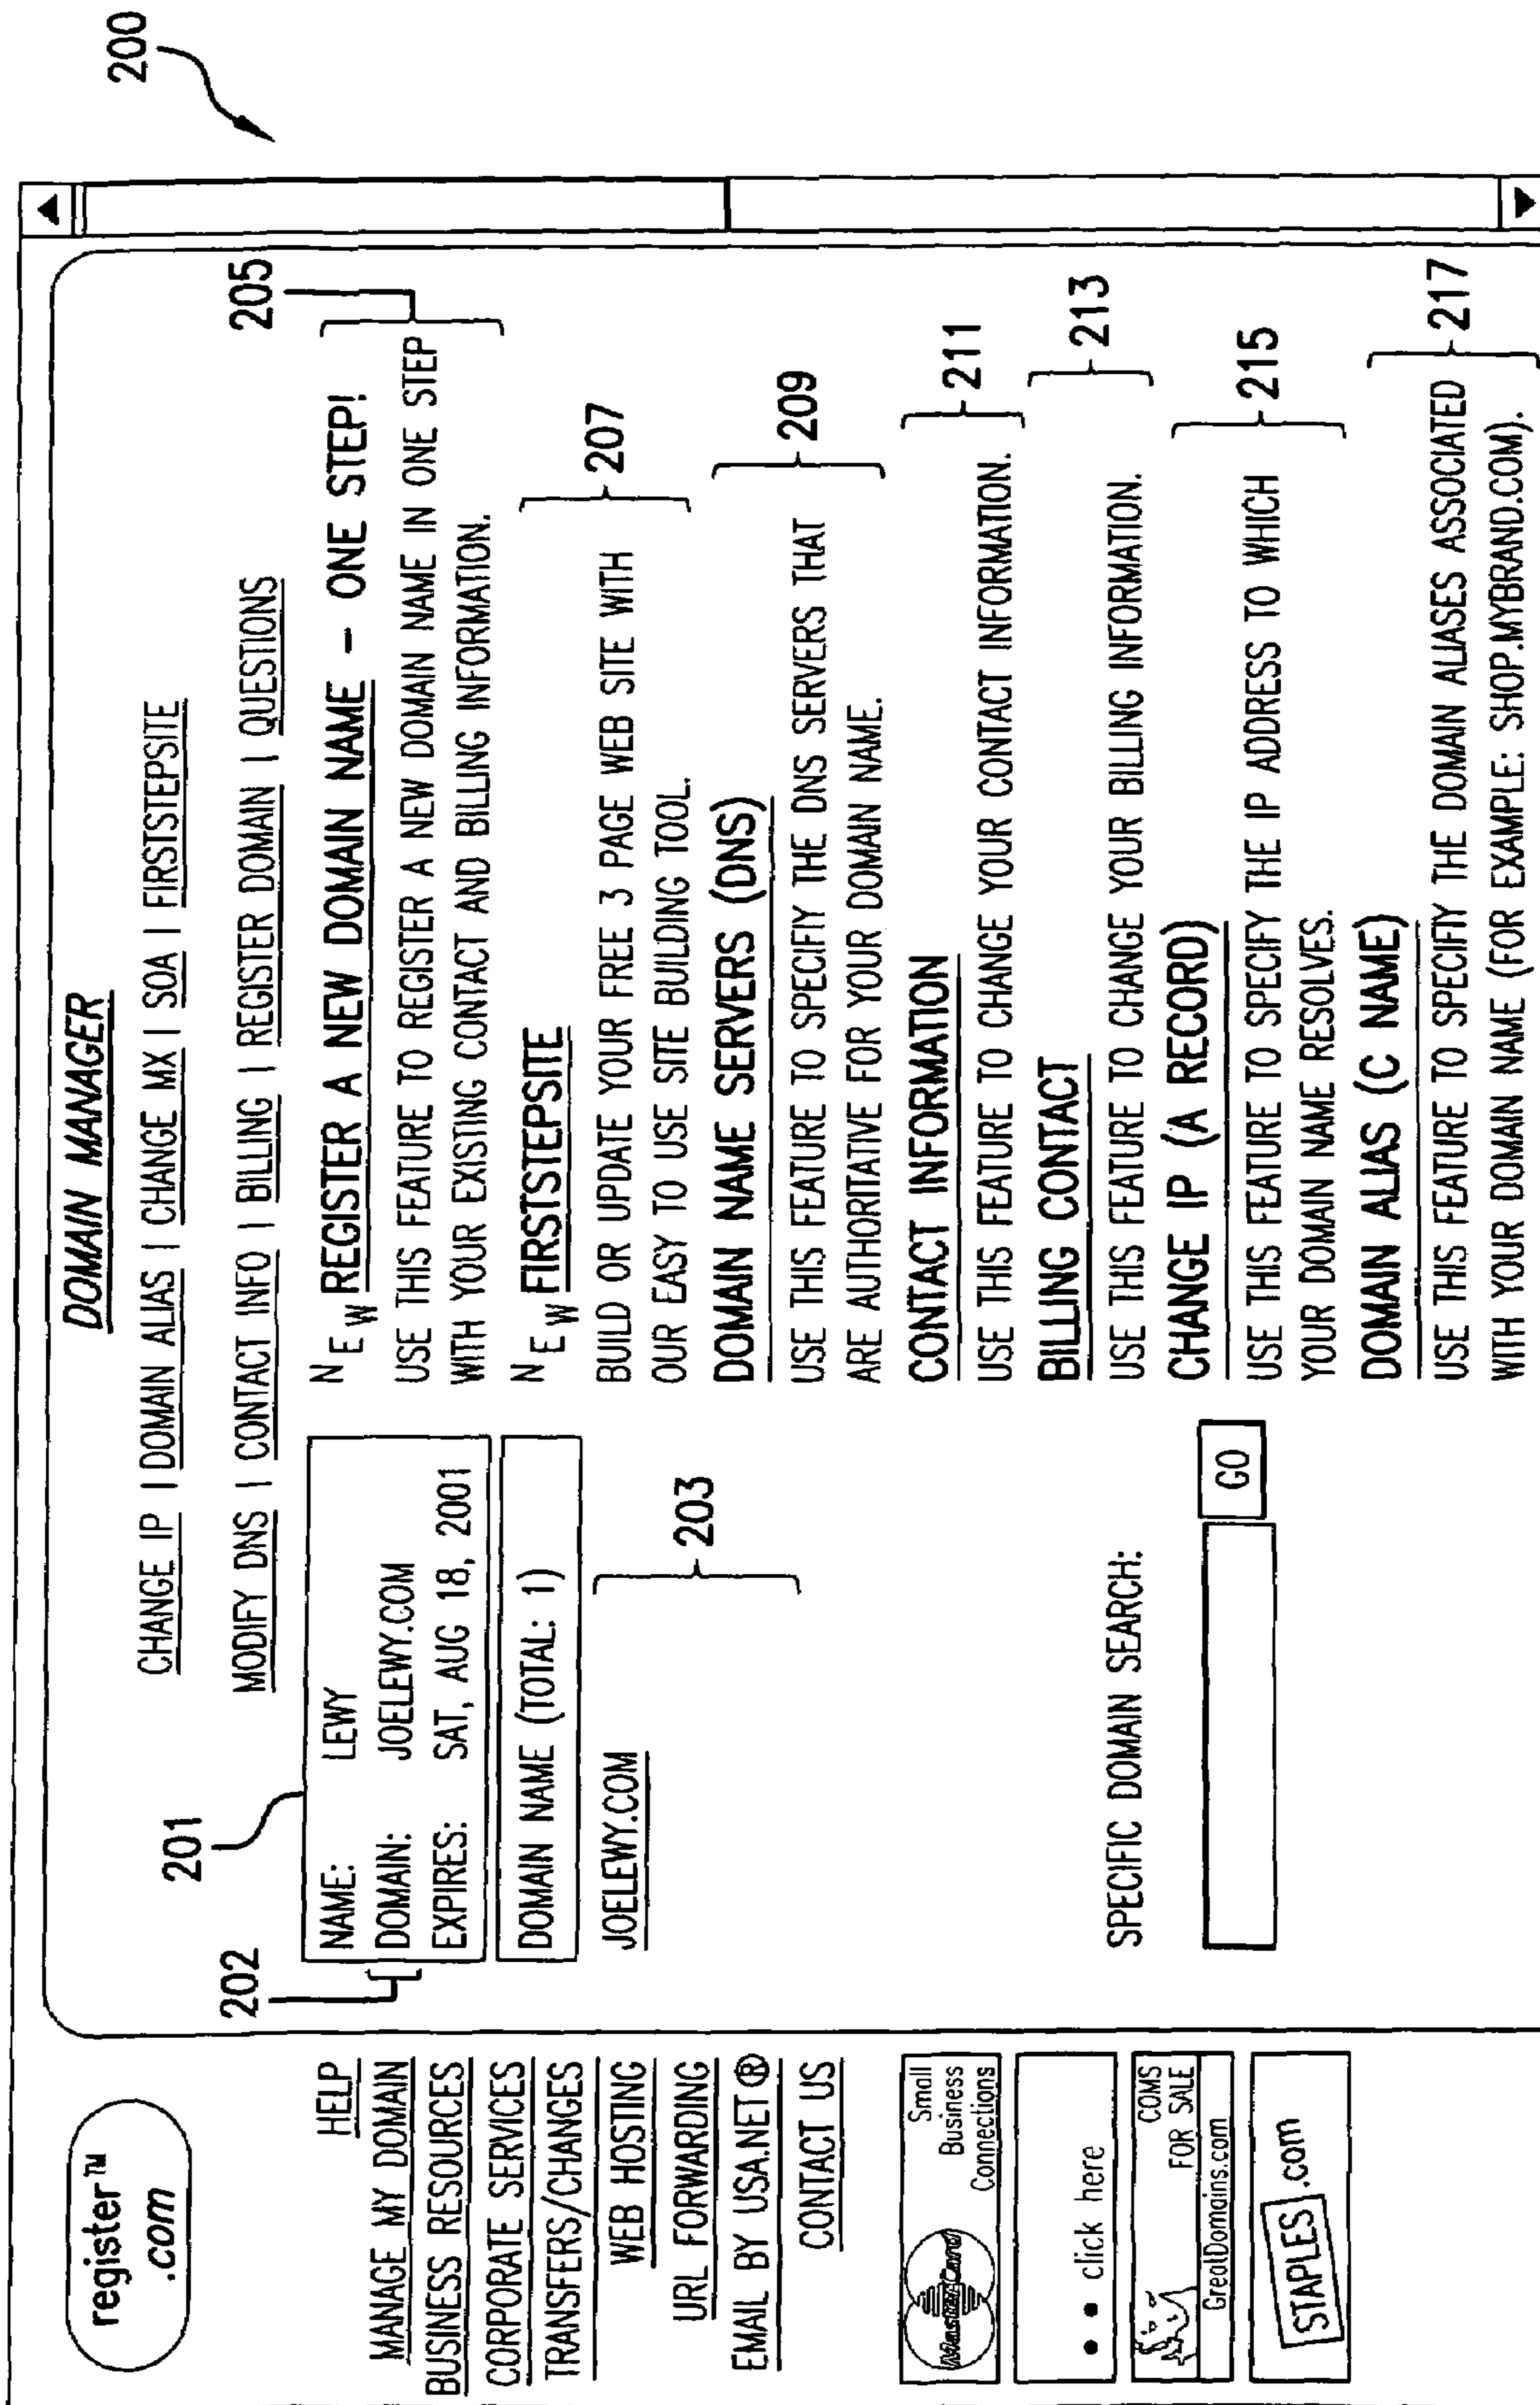 200
register™
.com
HELP
MANAGE MY DOMAIN
BUSINESS RESOURCES
CORPORATE SERVICES
TRANSFERS/CHANGES
WEB HOSTING
URL FORWARDING
EMAIL BY USA.NET®
CONTACT US
MasterCard
Small
Business
Connections
• • click here
COMS
FOR SALE
GreatDomains.com
STAPLES.com
DOMAIN MANAGER
CHANGE IP | DOMAIN ALIAS | CHANGE MX | SOA | FIRSTSTEPSITE
MODIFY DNS | CONTACT INFO | BILLING | REGISTER DOMAIN | QUESTIONS
201
202
NAME: LEWY
DOMAIN: JOELEWY.COM
EXPIRES: SAT, AUG 18, 2001
DOMAIN NAME (TOTAL: 1)
JOELEWY.COM
203
SPECIFIC DOMAIN SEARCH:
GO
NEW REGISTER A NEW DOMAIN NAME – ONE STEP!
USE THIS FEATURE TO REGISTER A NEW DOMAIN NAME IN ONE STEP
WITH YOUR EXISTING CONTACT AND BILLING INFORMATION.
205
NEW FIRSTSTEPSITE
BUILD OR UPDATE YOUR FREE 3 PAGE WEB SITE WITH
OUR EASY TO USE SITE BUILDING TOOL.
207
DOMAIN NAME SERVERS (DNS)
USE THIS FEATURE TO SPECIFIY THE DNS SERVERS THAT
ARE AUTHORITATIVE FOR YOUR DOMAIN NAME.
209
CONTACT INFORMATION
USE THIS FEATURE TO CHANGE YOUR CONTACT INFORMATION.
211
BILLING CONTACT
USE THIS FEATURE TO CHANGE YOUR BILLING INFORMATION.
213
CHANGE IP (A RECORD)
USE THIS FEATURE TO SPECIFY THE IP ADDRESS TO WHICH
YOUR DOMAIN NAME RESOLVES.
215
DOMAIN ALIAS (C NAME)
USE THIS FEATURE TO SPECIFIY THE DOMAIN ALIASES ASSOCIATED
WITH YOUR DOMAIN NAME (FOR EXAMPLE: SHOP.MYBRAND.COM).
217